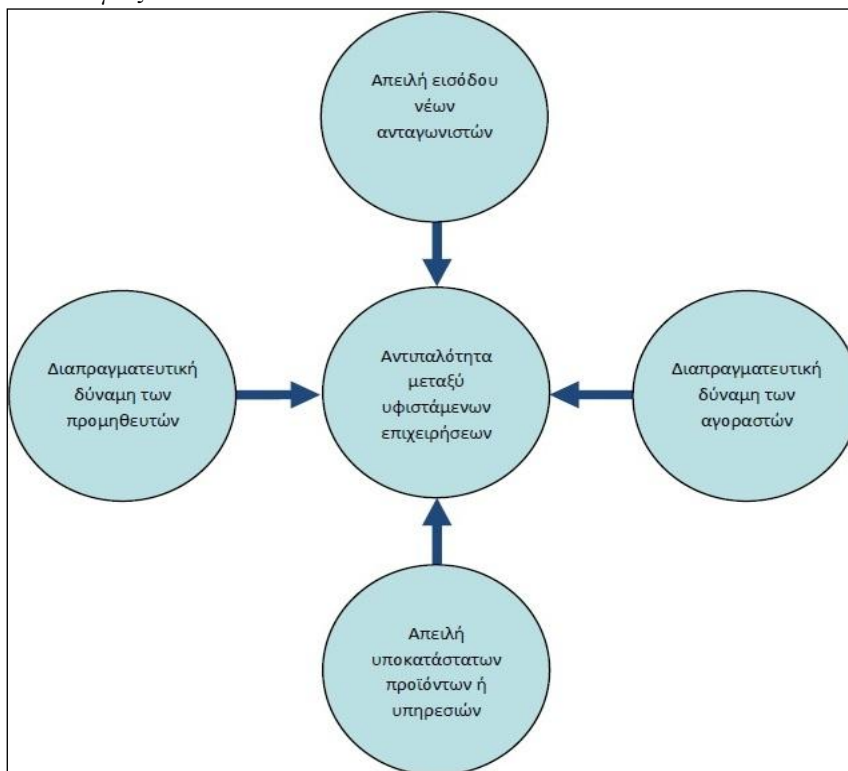 Απειλή εισόδου
νέων
ανταγωνιστών
Διαπραγματευτική
δύναμη των
προμηθευτών
Αντιπαλότητα
μεταξύ
υφιστάμενων
επιχειρήσεων
Διαπραγματευτική
δύναμη των
αγοραστών
Απειλή
υποκατάστατων
προϊόντων ή
υπηρεσιών